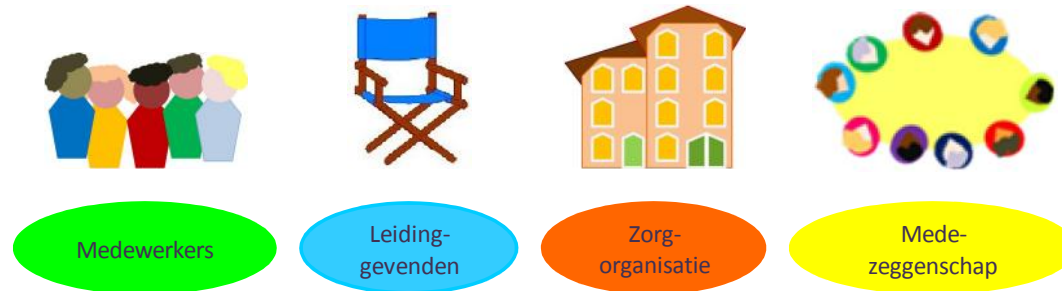 Medewerkers
Leiding-
gevenden
Zorg-
organisatie
Mede-
zeggenschap